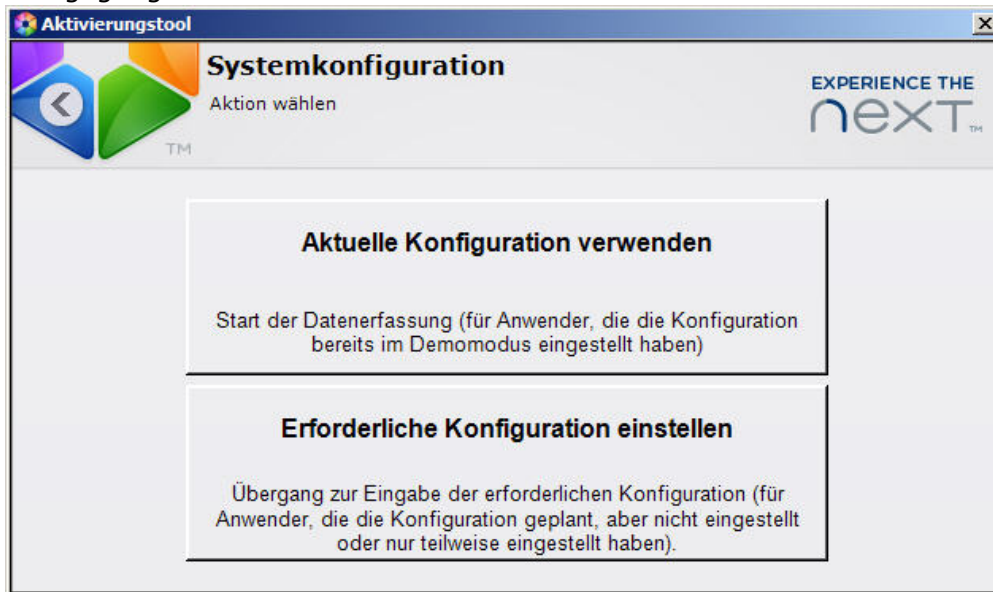 Aktivierungstool
Systemkonfiguration
Aktion wählen
TM
EXPERIENCE THE
next TM
Aktuelle Konfiguration verwenden
Start der Datenerfassung (für Anwender, die die Konfiguration
bereits im Demomodus eingestellt haben)
Erforderliche Konfiguration einstellen
Übergang zur Eingabe der erforderlichen Konfiguration (für
Anwender, die die Konfiguration geplant, aber nicht eingestellt
oder nur teilweise eingestellt haben).